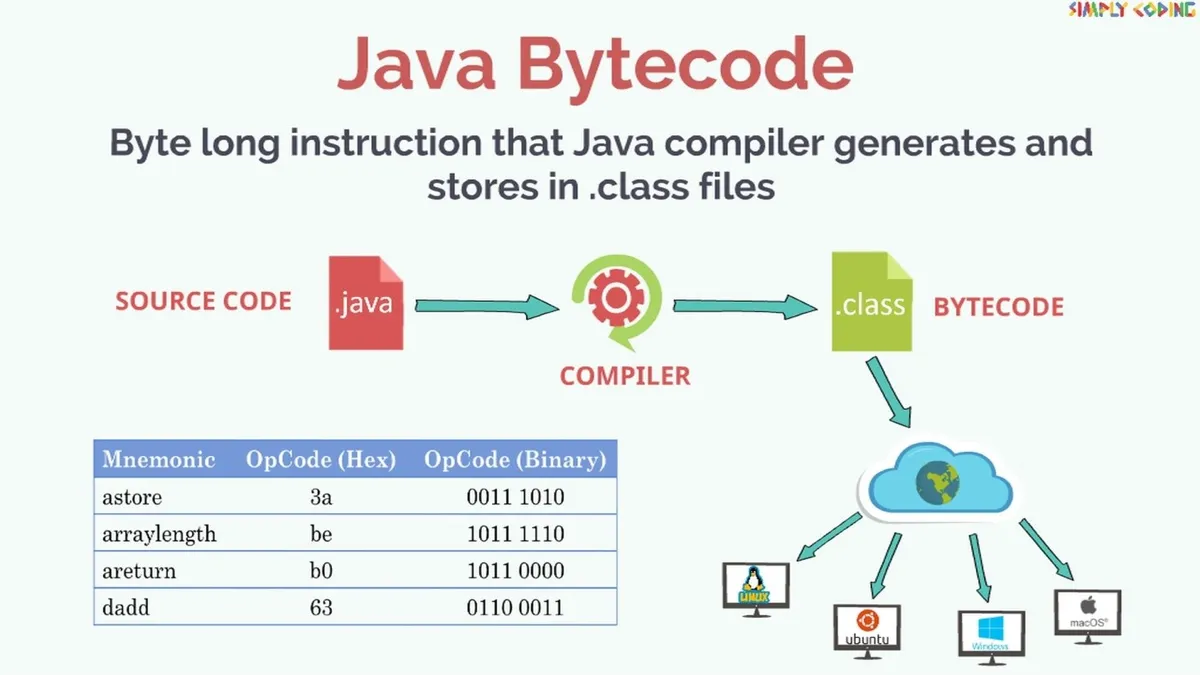 SIMPLY CODING
Java Bytecode
Byte long instruction that Java compiler generates and
stores in .class files
SOURCE CODE
.java
COMPILER
.class
BYTECODE
Mnemonic OpCode (Hex) OpCode (Binary)
astore 3a 0011 1010
arraylength be 1011 1110
areturn b0 1011 0000
dadd 63 0110 0011
LINUX
ubuntu
Windows
macOS®